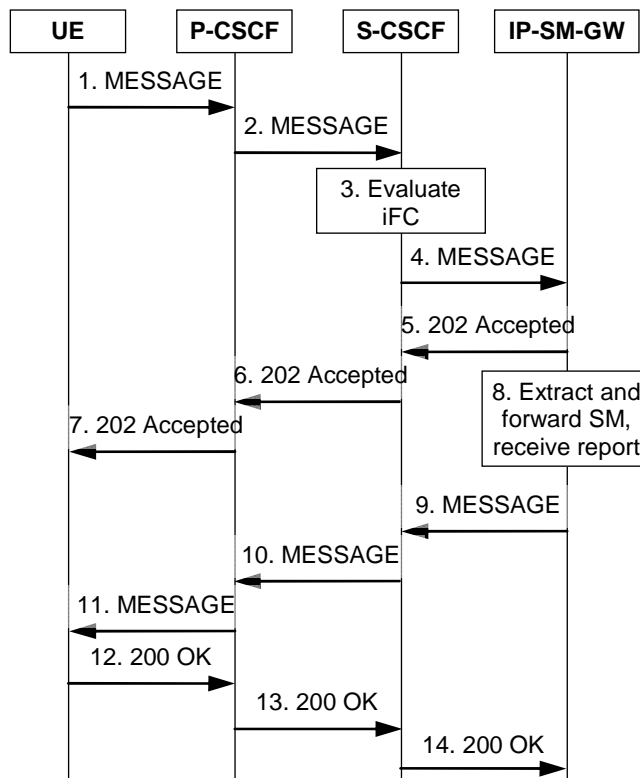 UE
P-CSCF
S-CSCF
IP-SM-GW
1. MESSAGE
2. MESSAGE
3. Evaluate
iFC
4. MESSAGE
5. 202 Accepted
6. 202 Accepted
7. 202 Accepted
8. Extract and
forward SM,
receive report
9. MESSAGE
10. MESSAGE
11. MESSAGE
12. 200 OK
13. 200 OK
14. 200 OK